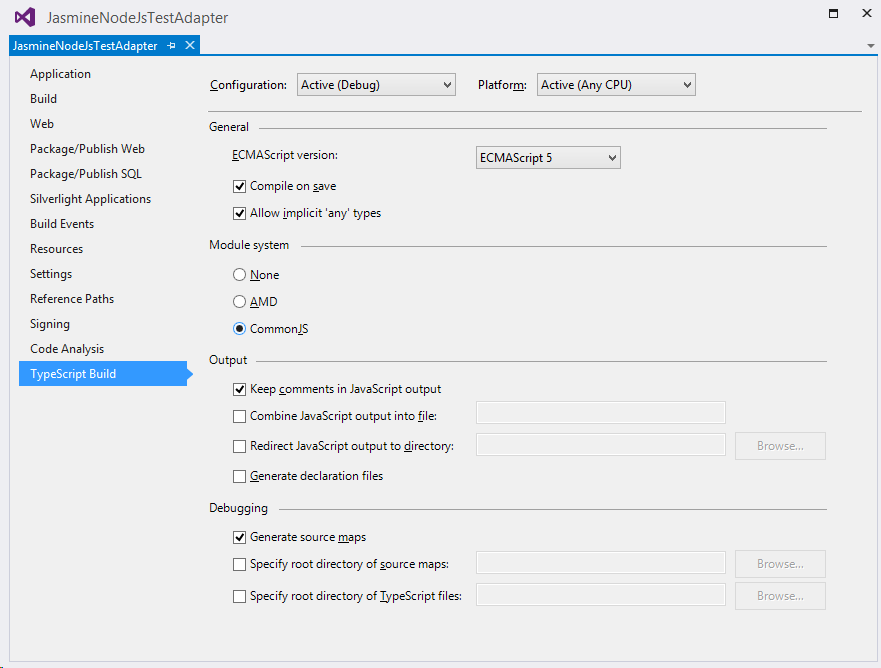 JasmineNodeJsTestAdapter
JasmineNodeJsTestAdapter
Application
Build
Web
Package/Publish Web
Package/Publish SQL
Silverlight Applications
Build Events
Resources
Settings
Reference Paths
Signing
Code Analysis
TypeScript Build
Configuration: Active (Debug) Platform: Active (Any CPU)
General
ECMAScript version: ECMAScript 5
Compile on save
Allow implicit 'any' types
Module system
None
AMD
CommonJS
Output
Keep comments in JavaScript output
Combine JavaScript output into file:
Redirect JavaScript output to directory: Browse...
Generate declaration files
Debugging
Generate source maps
Specify root directory of source maps: Browse...
Specify root directory of TypeScript files: Browse...